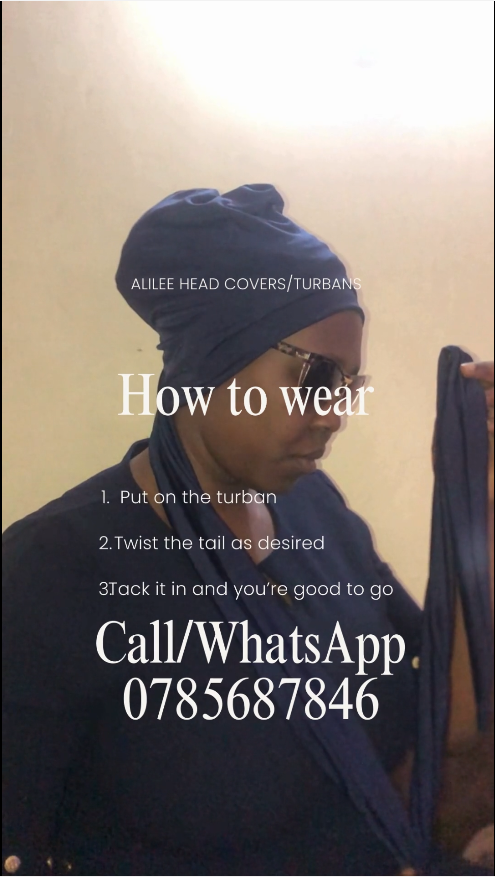 ALILEE HEAD COVERS/TURBANS
How to wear
1. Put on the turban
2.Twist the tail as desired
3Tack it in and you're good to go
Call/WhatsApp
0785687846